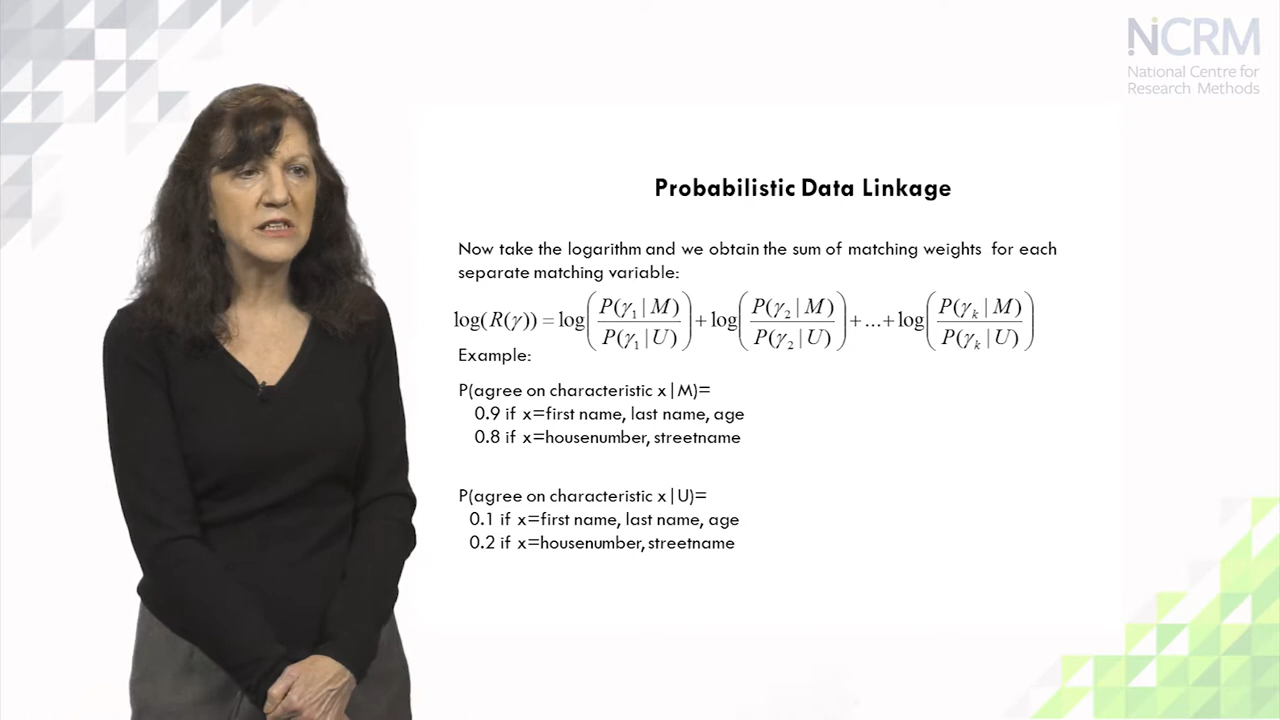 NCRM
National Centre for
Research Methods
Probabilistic Data Linkage
Now take the logarithm and we obtain the sum of matching weights for each
separate matching variable:
log(R(γ)) = log(P(γ₁ | M) / P(γ₁ | U)) + log(P(γ₂ | M) / P(γ₂ | U)) + ... + log(P(γₖ | M) / P(γₖ | U))
Example:
P(agree on characteristic x|M)=
0.9 if x=first name, last name, age
0.8 if x=housenumber, streetname
P(agree on characteristic x|U)=
0.1 if x=first name, last name, age
0.2 if x=housenumber, streetname